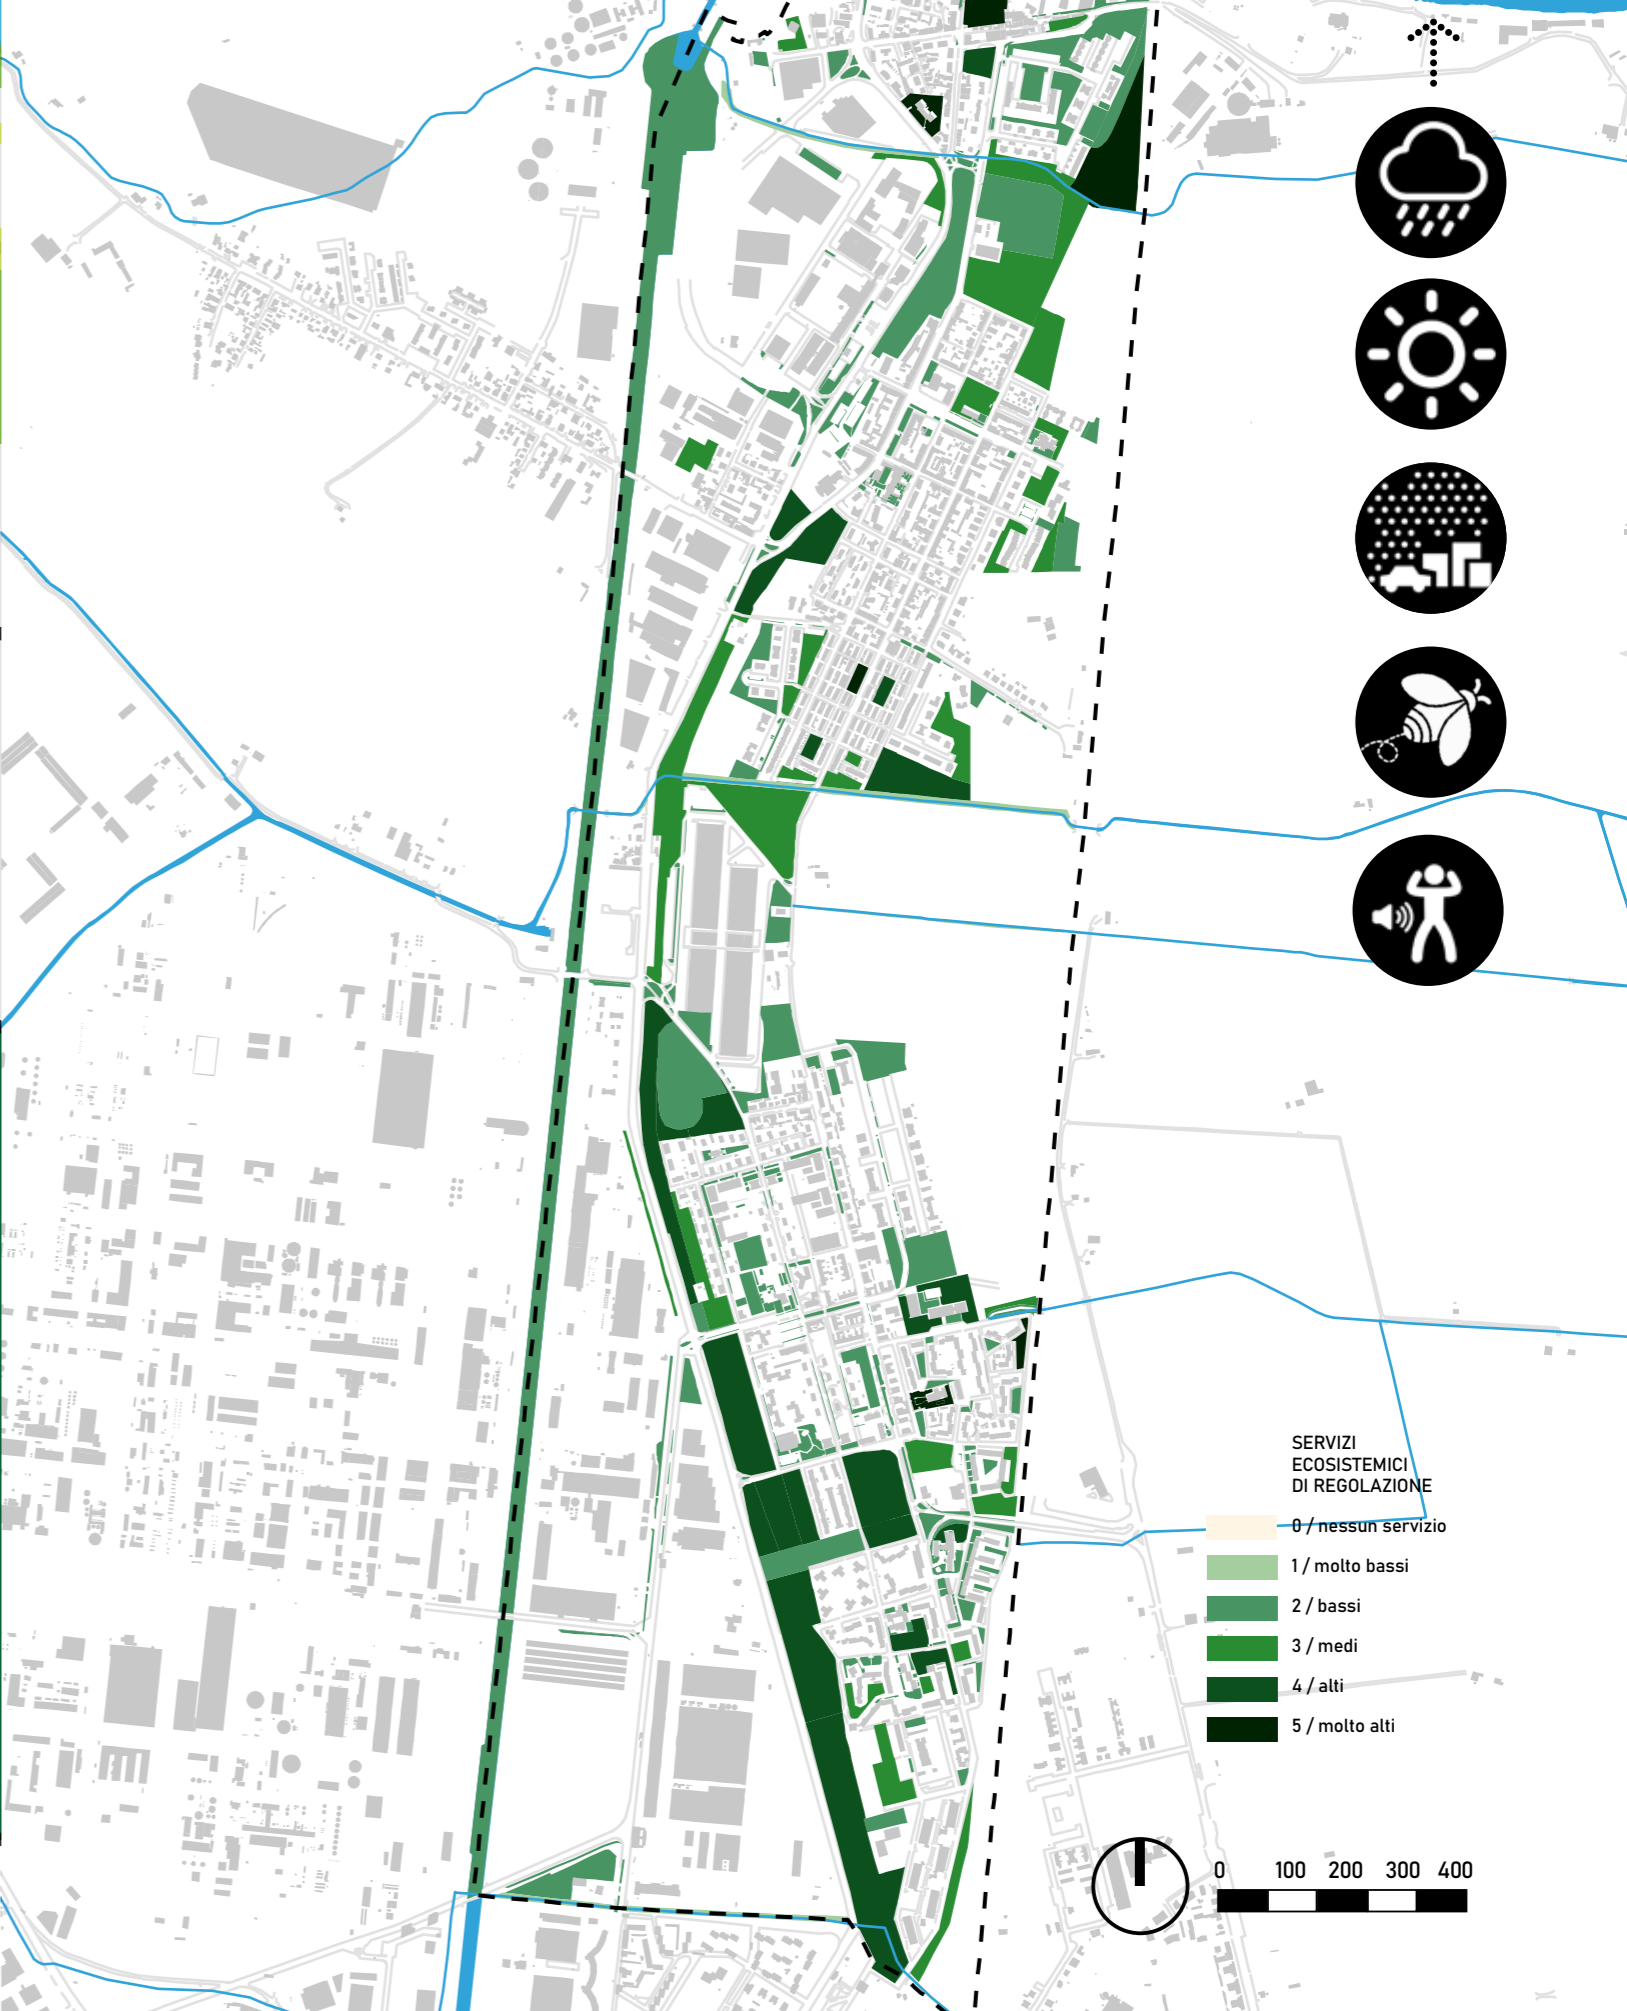 SERVIZI
ECOSISTEMICI
DI REGOLAZIONE
0 / nessun servizio
1 / molto bassi
2 / bassi
3 / medi
4 / alti
5 / molto alti
0 100 200 300 400